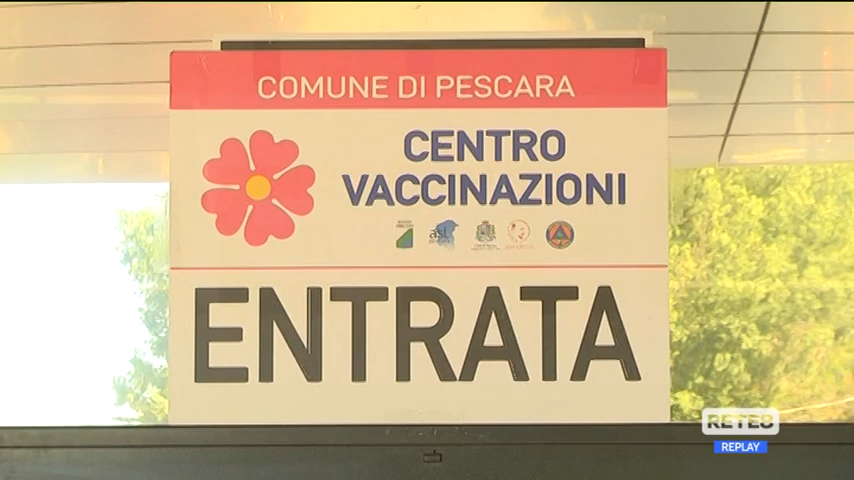 COMUNE DI PESCARA
CENTRO
VACCINAZIONI
ENTRATA
RETE8
REPLAY